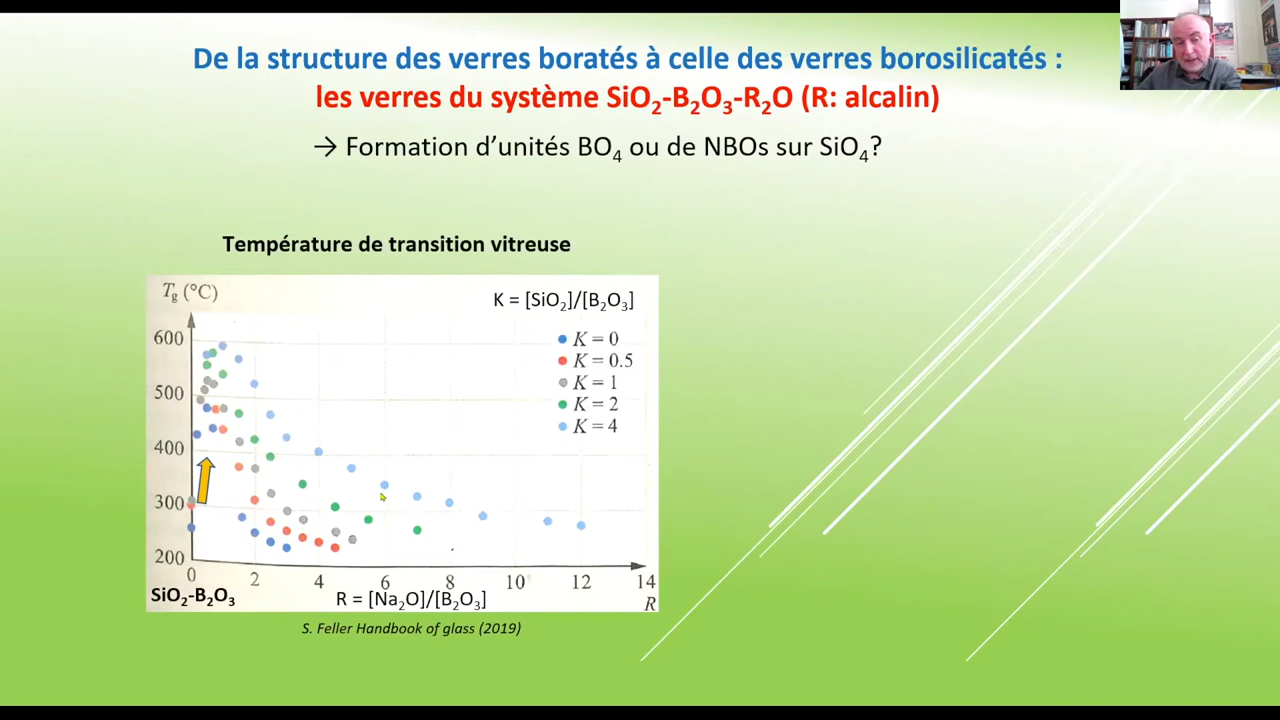 De la structure des verres boratés à celle des verres borosilicatés :
les verres du système SiO₂-B₂O₃-R₂O (R: alcalin)
→ Formation d’unités BO₄ ou de NBOs sur SiO₄?
Température de transition vitreuse
Tg (°C)
K = [SiO₂]/[B₂O₃]
600
500
400
300
200
K = 0
K = 0.5
K = 1
K = 2
K = 4
0 2 4 6 8 10 12 14
SiO₂-B₂O₃
R = [Na₂O]/[B₂O₃]
R
S. Feller Handbook of glass (2019)